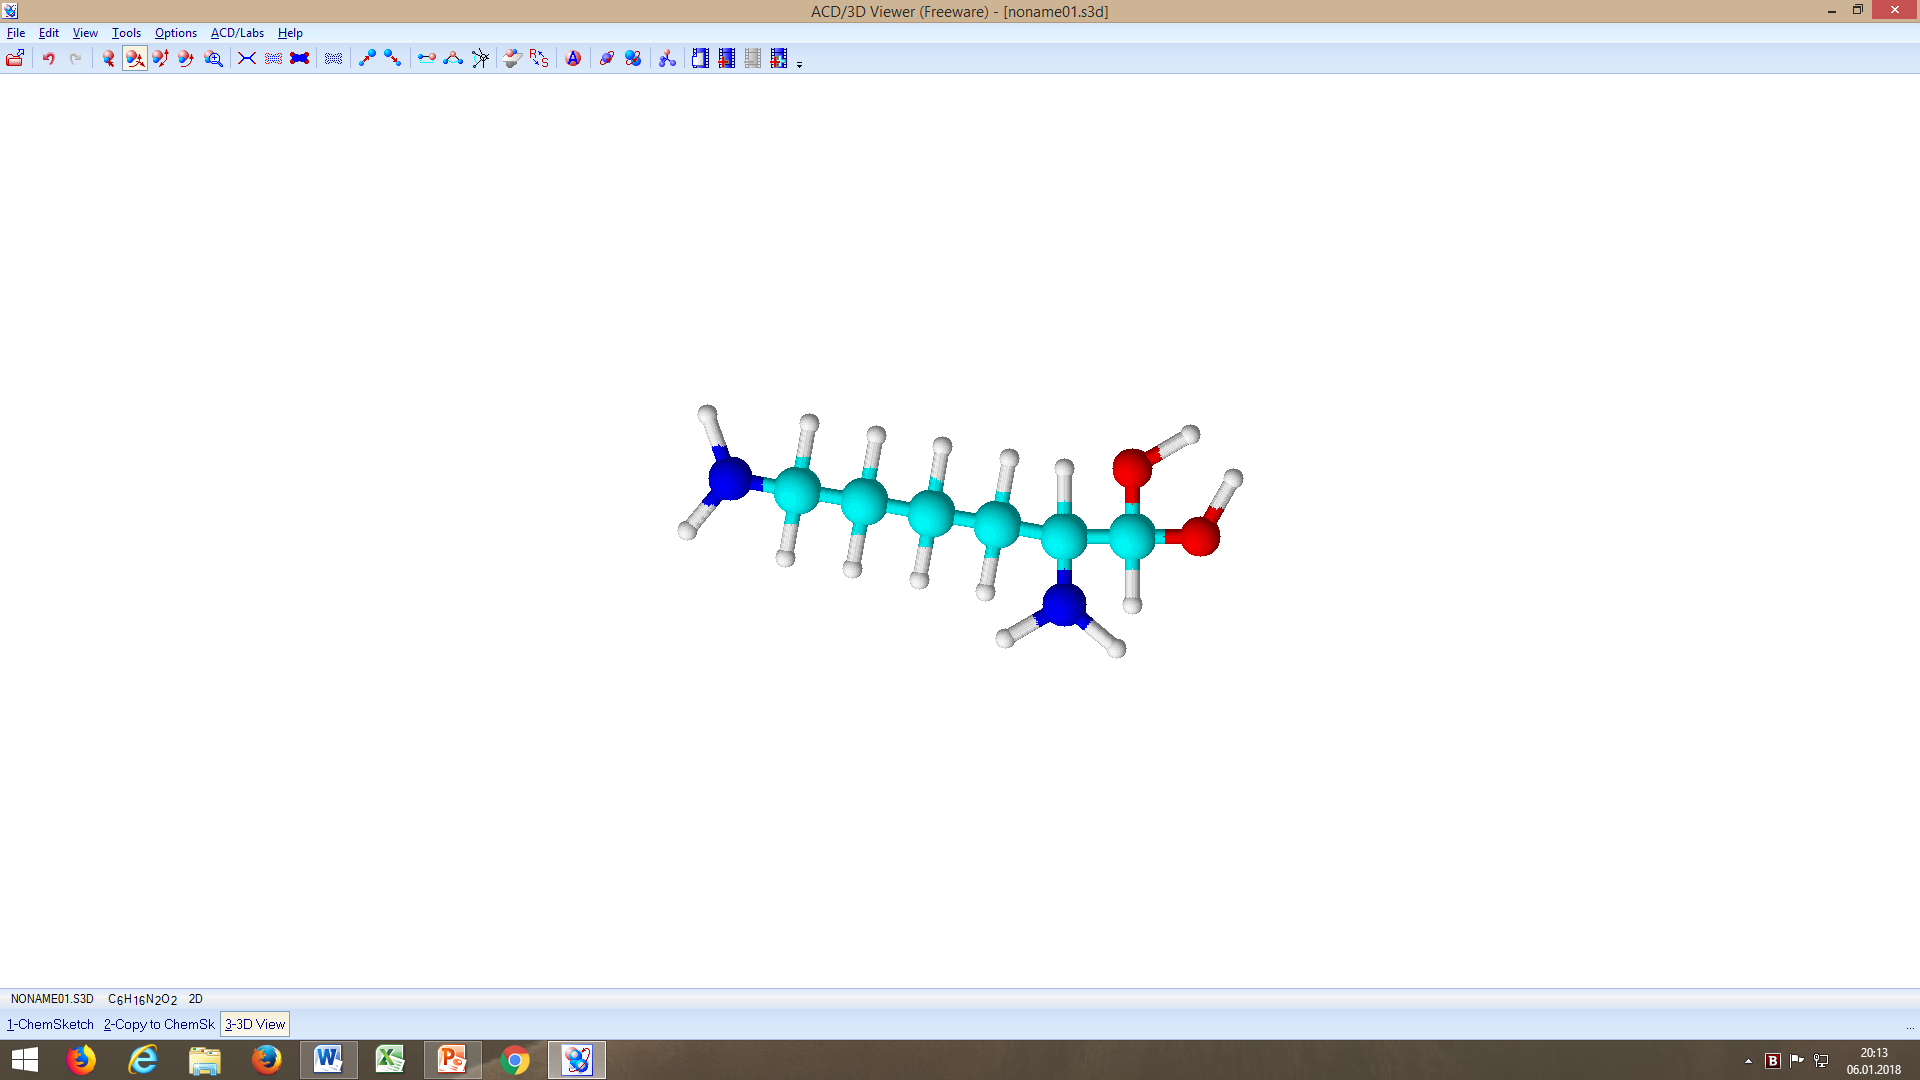 ACD/3D Viewer (Freeware) - [noname01.s3d]
File Edit View Tools Options ACD/Labs Help
NONAME01.S3D C6H16N2O2 2D
1-ChemSketch 2-Copy to ChemSk 3-3D View
20:13
06.01.2018